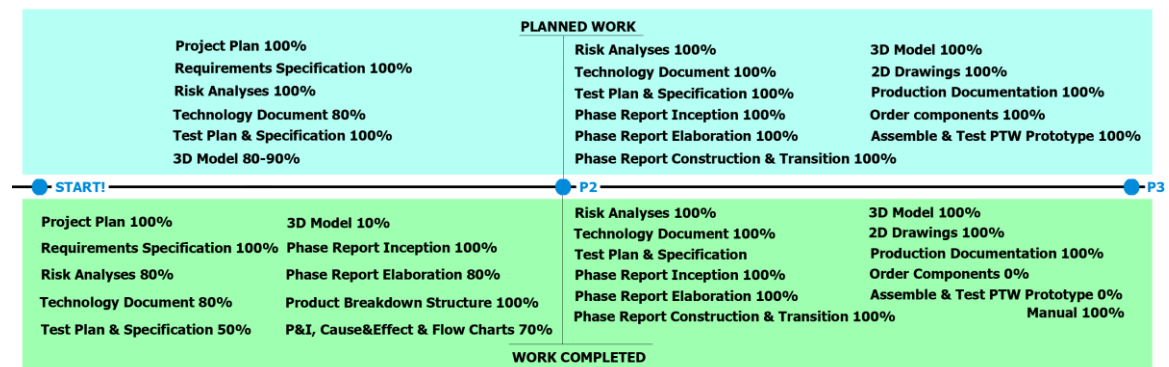 PLANNED WORK
Project Plan 100%
Requirements Specification 100%
Risk Analyses 100%
Technology Document 80%
Test Plan & Specification 100%
3D Model 80-90%
Risk Analyses 100%
Technology Document 100%
Test Plan & Specification 100%
Phase Report Inception 100%
Phase Report Elaboration 100%
Phase Report Construction & Transition 100%
3D Model 100%
2D Drawings 100%
Production Documentation 100%
Order components 100%
Assemble & Test PTW Prototype 100%
START!
P2
P3
Project Plan 100%
Requirements Specification 100%
Risk Analyses 80%
Technology Document 80%
Test Plan & Specification 50%
3D Model 10%
Phase Report Inception 100%
Phase Report Elaboration 80%
Product Breakdown Structure 100%
P&I, Cause&Effect & Flow Charts 70%
Risk Analyses 100%
Technology Document 100%
Test Plan & Specification
Phase Report Inception 100%
Phase Report Elaboration 100%
Phase Report Construction & Transition 100%
3D Model 100%
2D Drawings 100%
Production Documentation 100%
Order Components 0%
Assemble & Test PTW Prototype 0%
Manual 100%
WORK COMPLETED